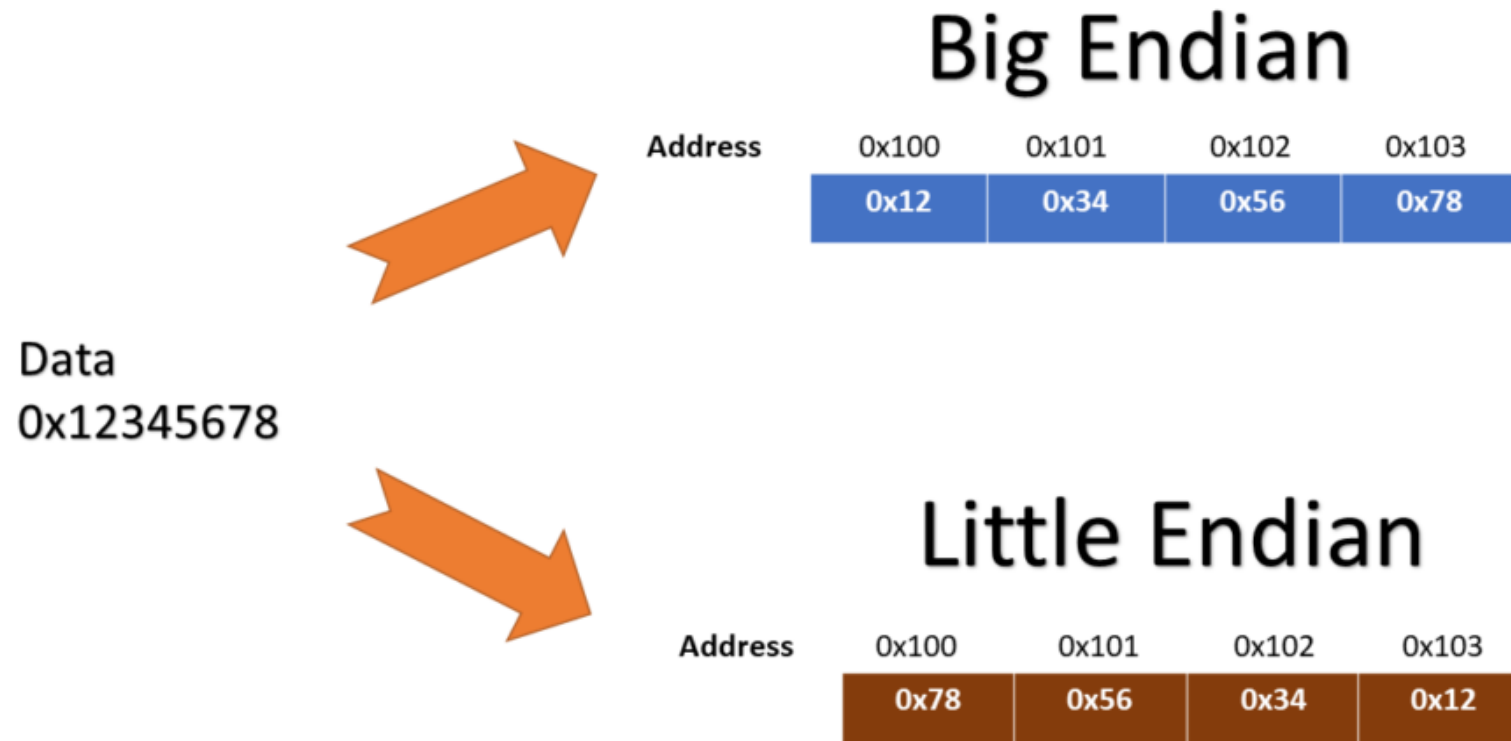 Big Endian
Address 0x100 0x101 0x102 0x103
0x12 0x34 0x56 0x78
Data
0x12345678
Little Endian
Address 0x100 0x101 0x102 0x103
0x78 0x56 0x34 0x12